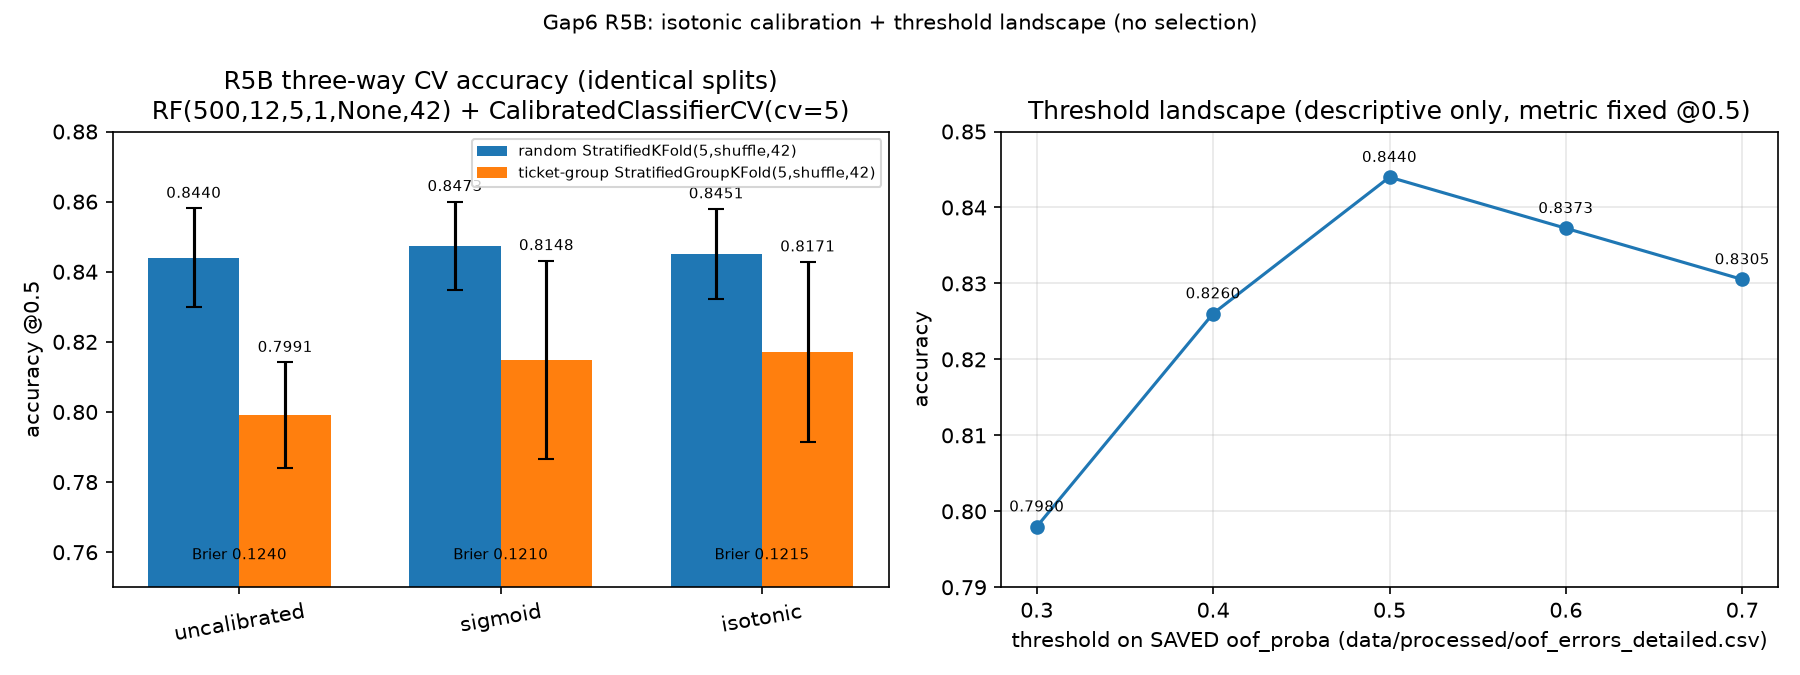 Gap6 R5B: isotonic calibration + threshold landscape (no selection)
R5B three-way CV accuracy (identical splits)
RF(500,12,5,1,None,42) + CalibratedClassifierCV(cv=5)
accuracy @0.5
0.88
0.86
0.84
0.82
0.80
0.78
0.76
random StratifiedKFold(5,shuffle,42)
ticket-group StratifiedGroupKFold(5,shuffle,42)
0.8440
0.7991
0.8473
0.8148
0.8451
0.8171
Brier 0.1240
Brier 0.1210
Brier 0.1215
uncalibrated
sigmoid
isotonic
Threshold landscape (descriptive only, metric fixed @0.5)
accuracy
0.85
0.84
0.83
0.82
0.81
0.80
0.79
0.7980
0.8260
0.8440
0.8373
0.8305
0.3
0.4
0.5
0.6
0.7
threshold on SAVED oof_proba (data/processed/oof_errors_detailed.csv)